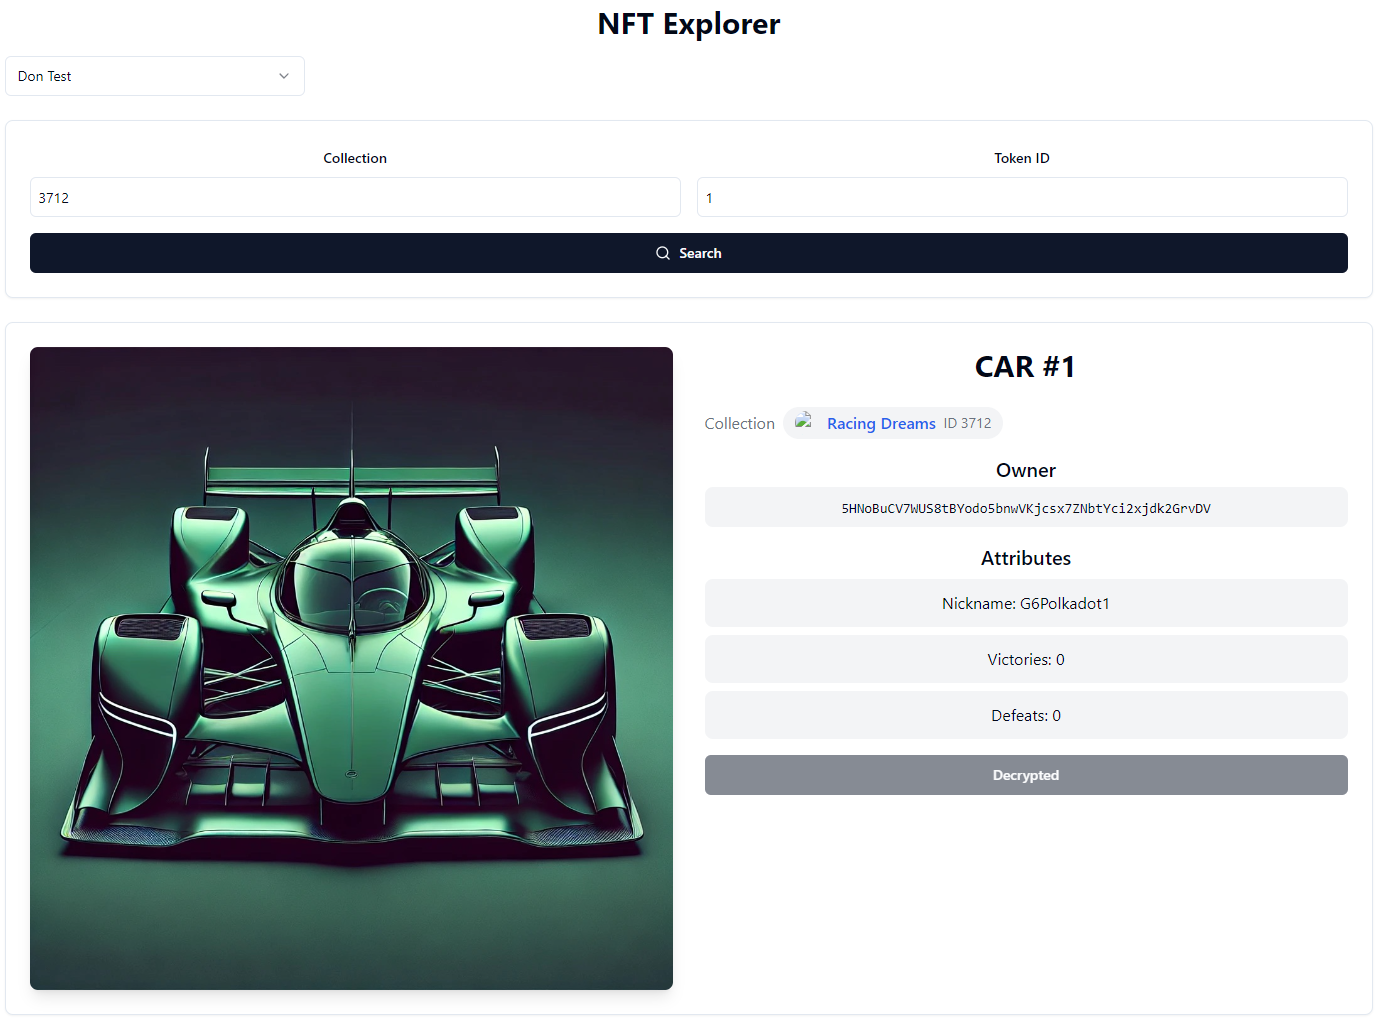 NFT Explorer
Don Test
Collection
Token ID
3712
1
Search
CAR #1
Collection Racing Dreams ID 3712
Owner
5HNoBuCV7WUS8tBYodo5bnwVKjcsx7ZNbtYci2xjdk2GrvDV
Attributes
Nickname: G6Polkadot1
Victories: 0
Defeats: 0
Decrypted